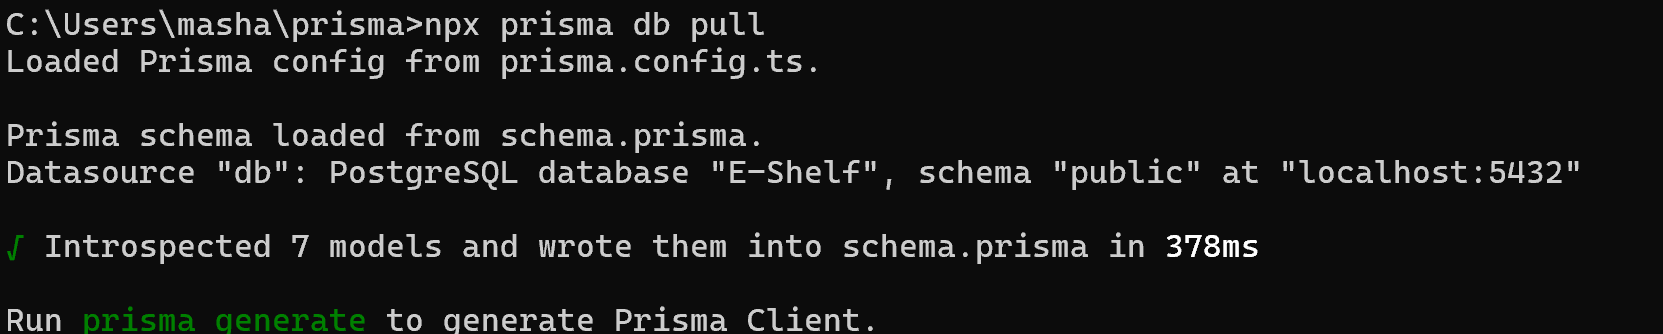 C:\Users\masha\prisma>npx prisma db pull
Loaded Prisma config from prisma.config.ts.
Prisma schema loaded from schema.prisma.
Datasource "db": PostgreSQL database "E-Shelf", schema "public" at "localhost:5432"
√ Introspected 7 models and wrote them into schema.prisma in 378ms
Run prisma generate to generate Prisma Client.